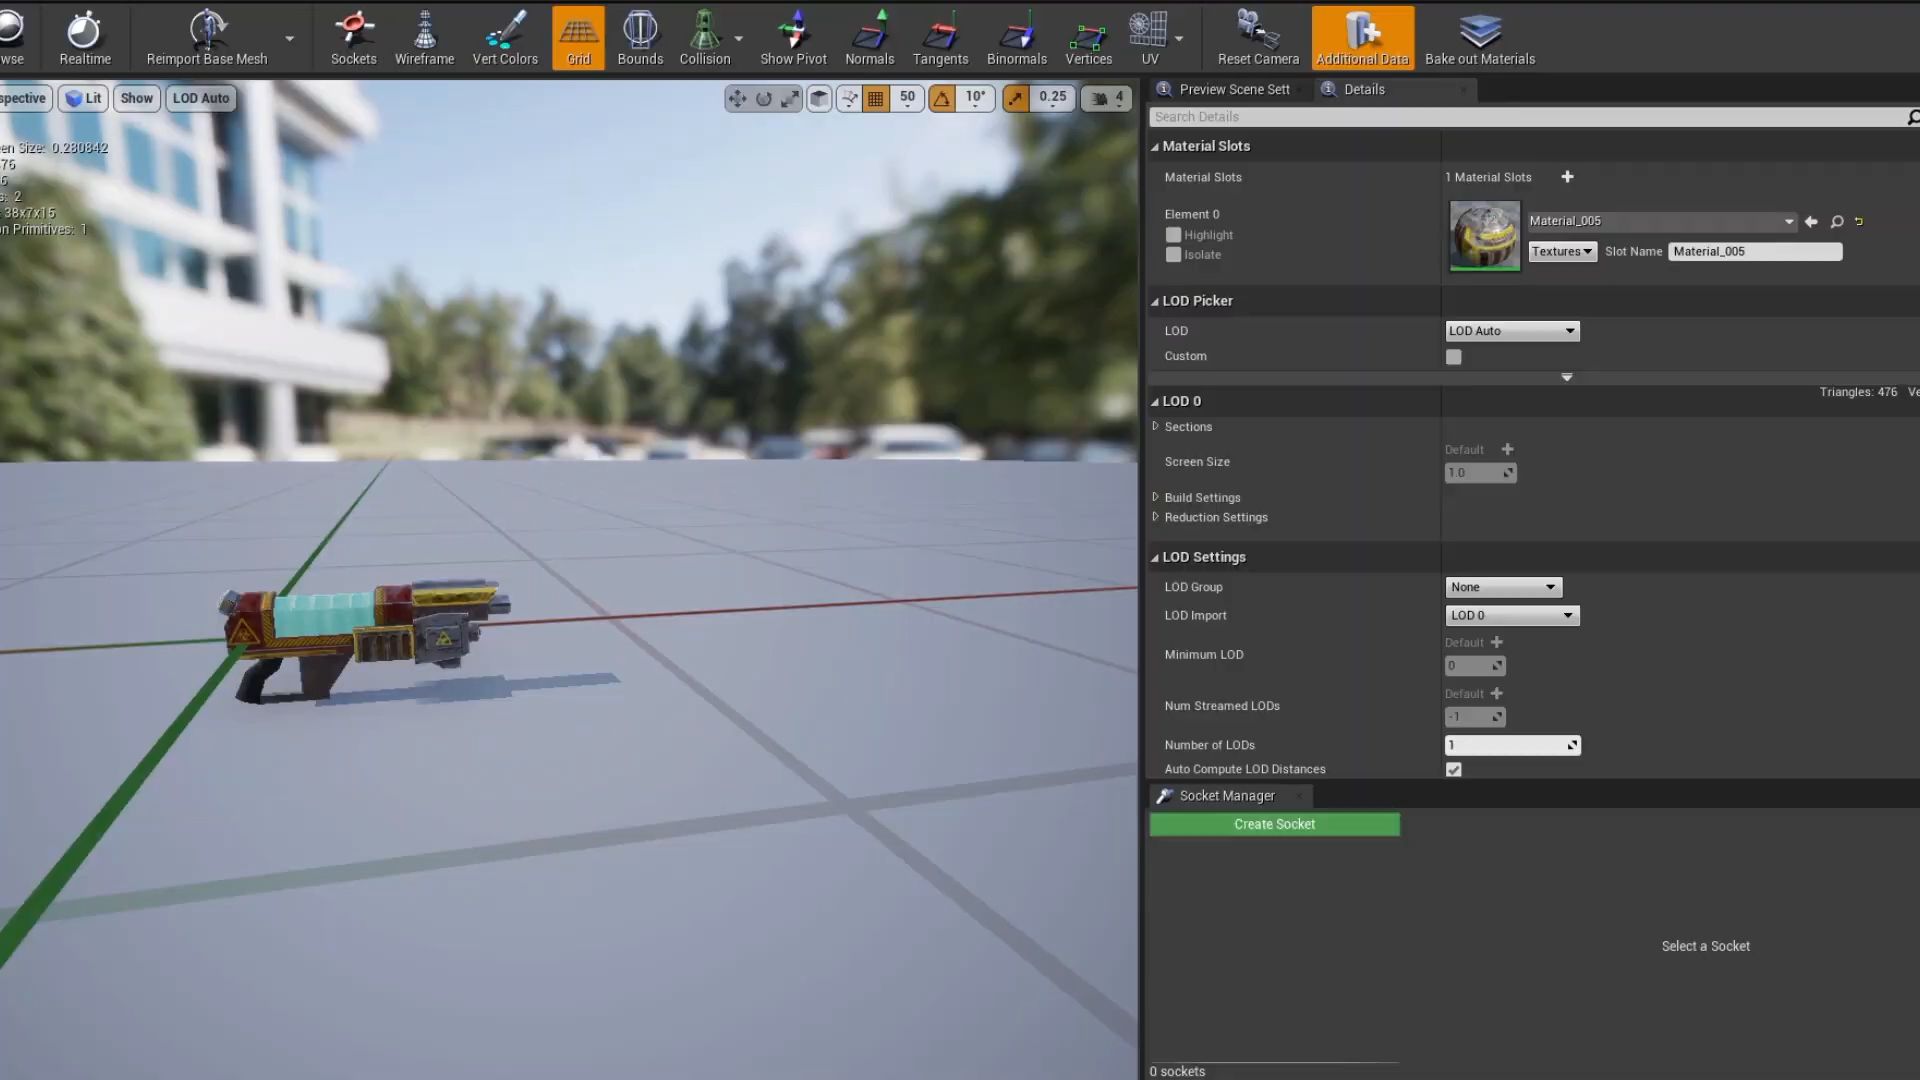 wse
Realtime
Reimport Base Mesh
Sockets
Wireframe
Vert Colors
Grid
Bounds
Collision
Show Pivot
Normals
Tangents
Binormals
Vertices
UV
Reset Camera
Additional Data
Bake out Materials
spective
Lit
Show
LOD Auto
50
10°
0.25
4
een Size: 0.280842
76
6
s: 2
38x7x15
on Primitives: 1
Preview Scene Sett
Details
Search Details
Material Slots
Material Slots
1 Material Slots
Element 0
Highlight
Isolate
Material_005
Textures
Slot Name
Material_005
LOD Picker
LOD
LOD Auto
Custom
Triangles: 476 Ve
LOD 0
Sections
Screen Size
Default
1.0
Build Settings
Reduction Settings
LOD Settings
LOD Group
None
LOD Import
LOD 0
Minimum LOD
Default
0
Num Streamed LODs
Default
-1
Number of LODs
1
Auto Compute LOD Distances
Socket Manager
Create Socket
Select a Socket
0 sockets